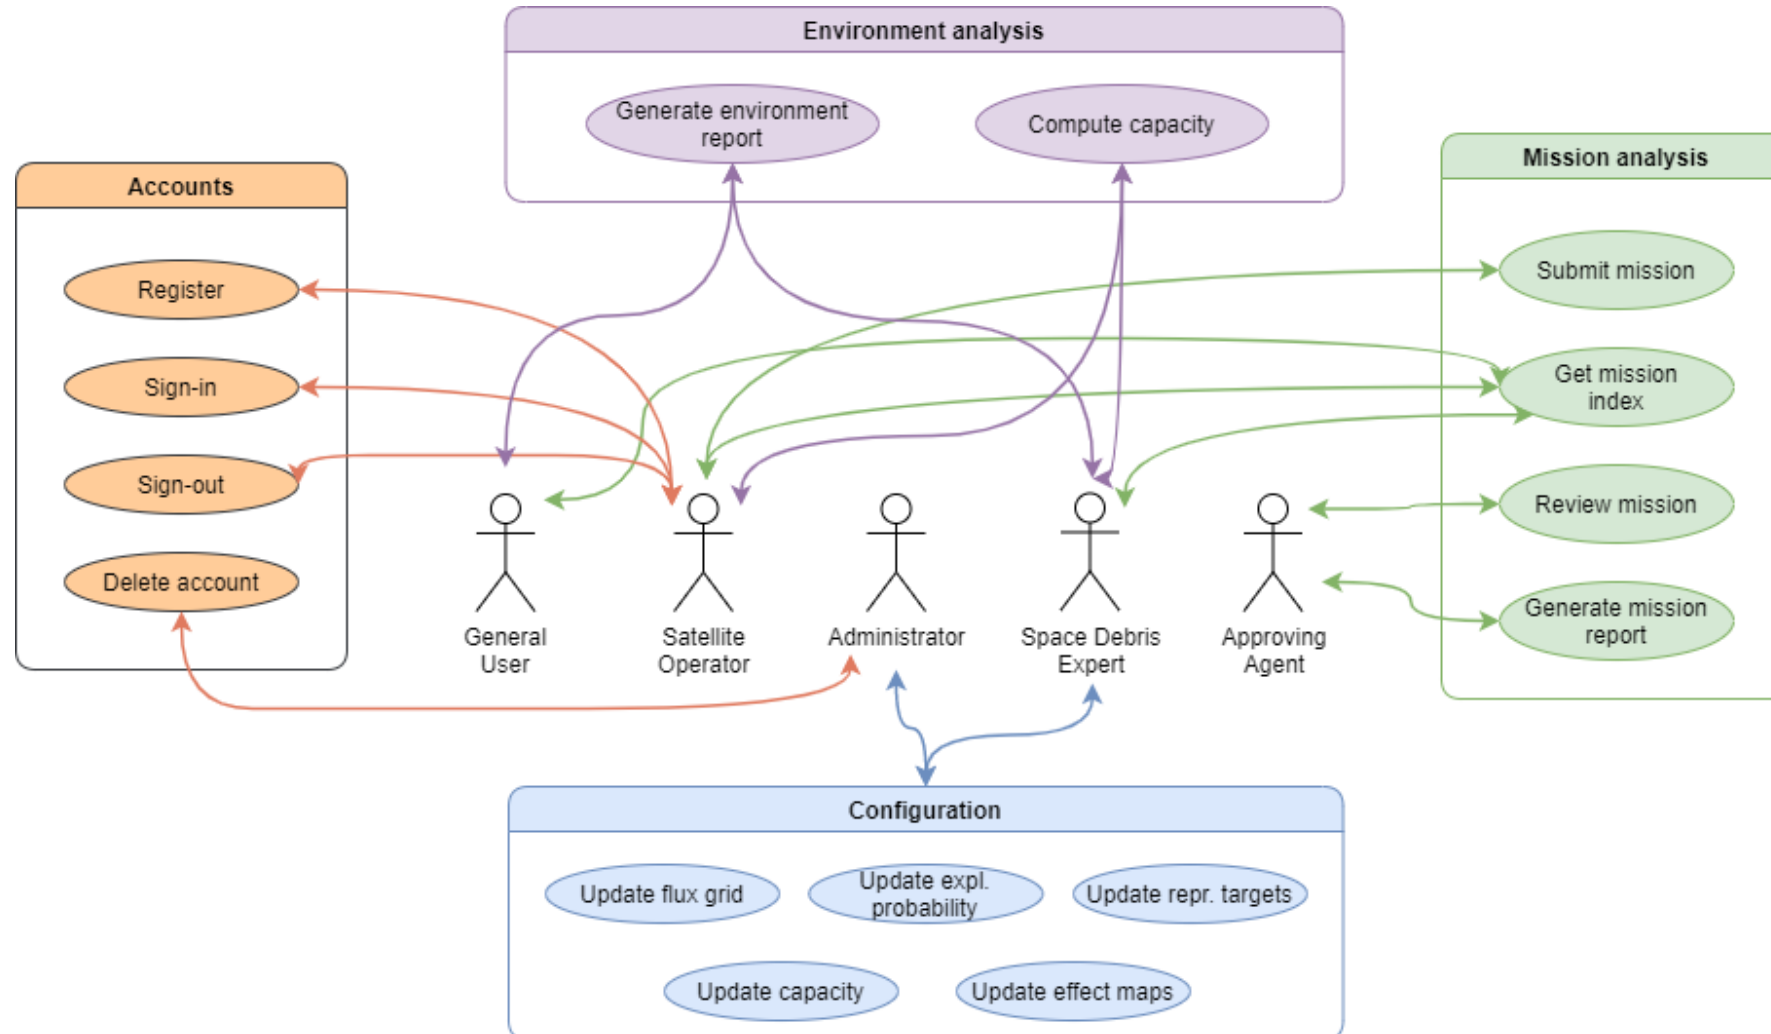 Environment analysis
Generate environment
report
Compute capacity
Accounts
Register
Sign-in
Sign-out
Delete account
Mission analysis
Submit mission
Get mission
index
Review mission
Generate mission
report
General
User
Satellite
Operator
Administrator
Space Debris
Expert
Approving
Agent
Configuration
Update flux grid
Update expl.
probability
Update repr. targets
Update capacity
Update effect maps